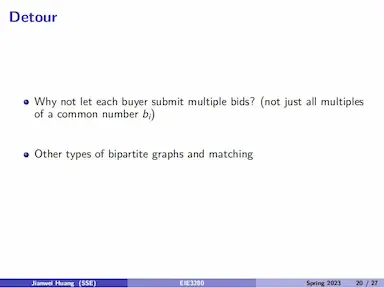 Detour
Why not let each buyer submit multiple bids? (not just all multiples
of a common number bi)
Other types of bipartite graphs and matching
Jianwei Huang (SSE) EIE3280 Spring 2023 20 / 27